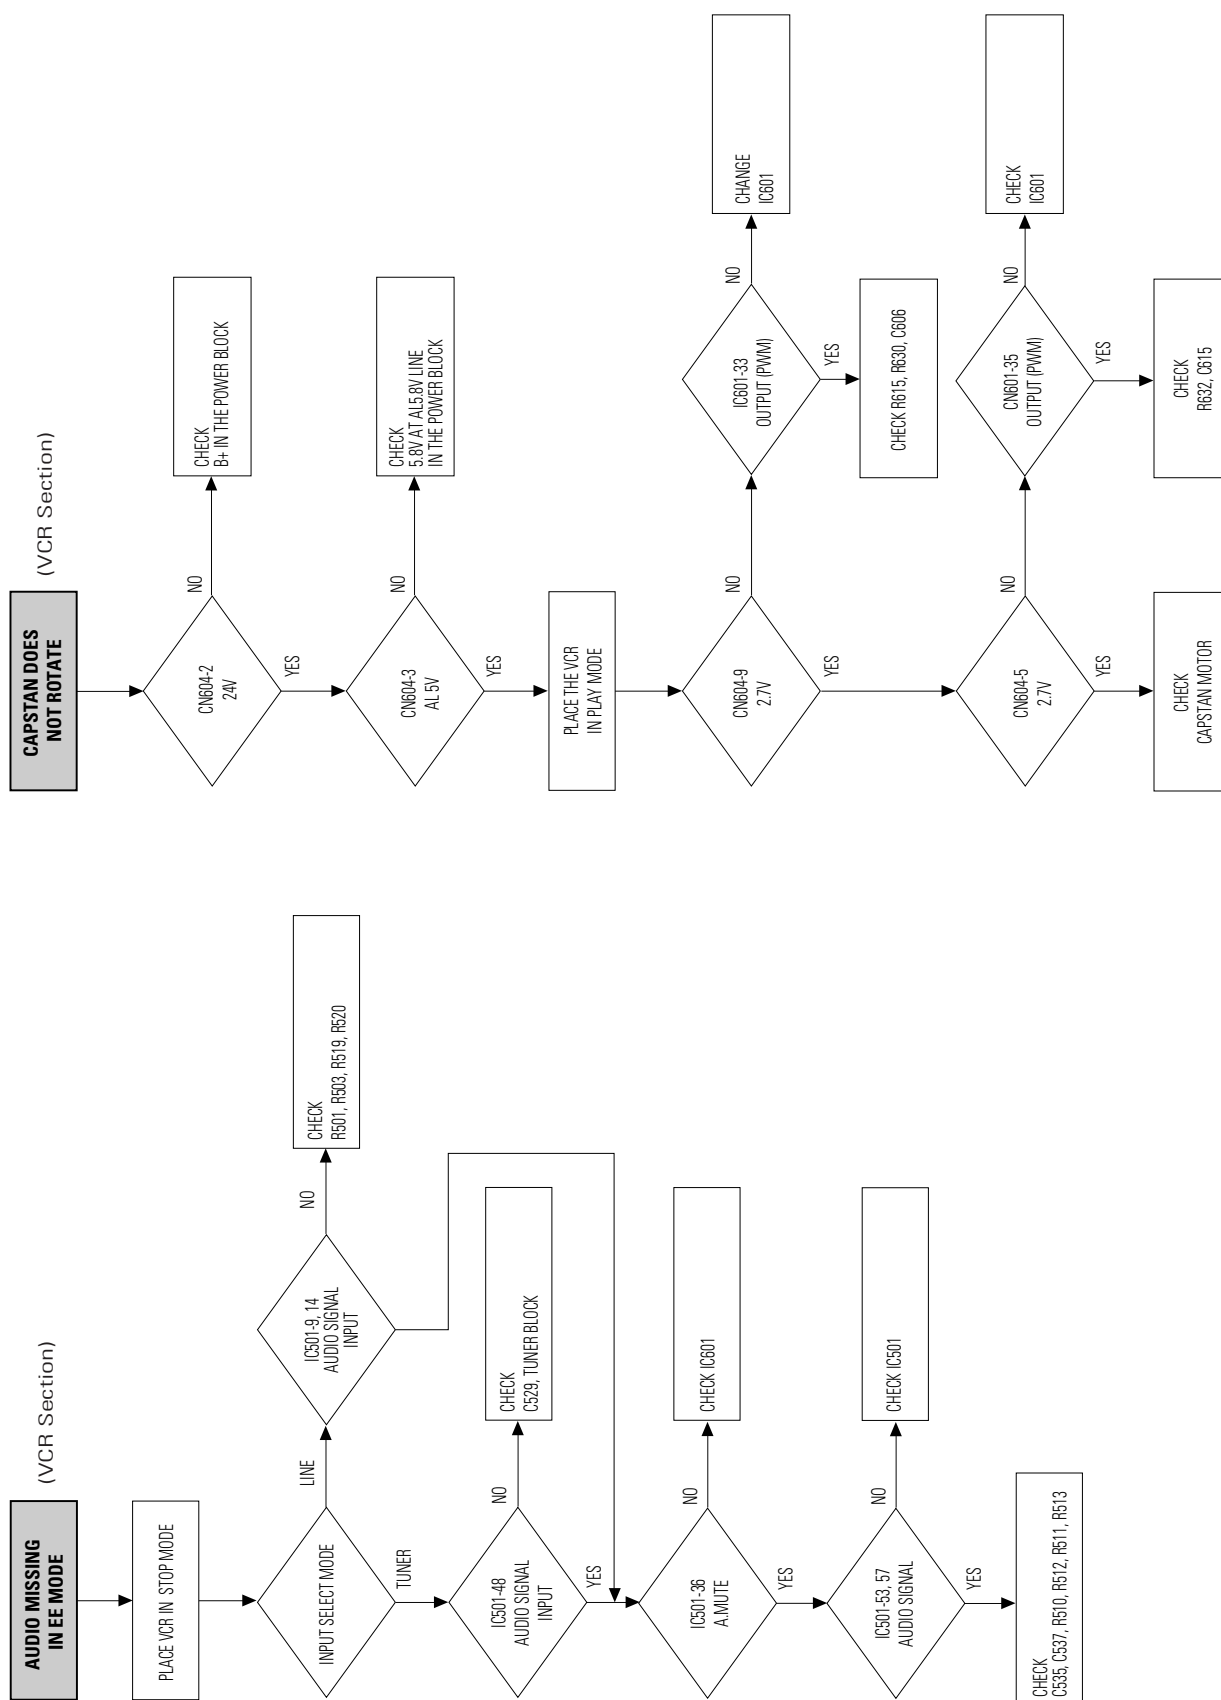 AUDIO MISSING
IN EE MODE
(VCR Section)
PLACE VCR IN STOP MODE
INPUT SELECT MODE
LINE
TUNER
IC501-9, 14
AUDIO SIGNAL
INPUT
NO
CHECK
R501, R503, R519, R520
IC501-48
AUDIO SIGNAL
INPUT
NO
YES
CHECK
C529, TUNER BLOCK
IC501-36
A.MUTE
NO
YES
CHECK IC601
IC501-53, 57
AUDIO SIGNAL
NO
YES
CHECK IC501
CHECK
C535, C537, R510, R512, R511, R513
CAPSTAN DOES
NOT ROTATE
(VCR Section)
CN604-2
24V
NO
YES
CHECK
B+ IN THE POWER BLOCK
CN604-3
AL 5V
NO
YES
CHECK
5.8V AT AL5.8V LINE
IN THE POWER BLOCK
PLACE THE VCR
IN PLAY MODE
CN604-9
2.7V
NO
YES
IC601-33
OUTPUT (PWM)
NO
YES
CHANGE
IC601
CHECK R615, R630, C606
CN604-5
2.7V
NO
YES
CN601-35
OUTPUT (PWM)
NO
YES
CHECK
IC601
CHECK
R632, C615
CHECK
CAPSTAN MOTOR